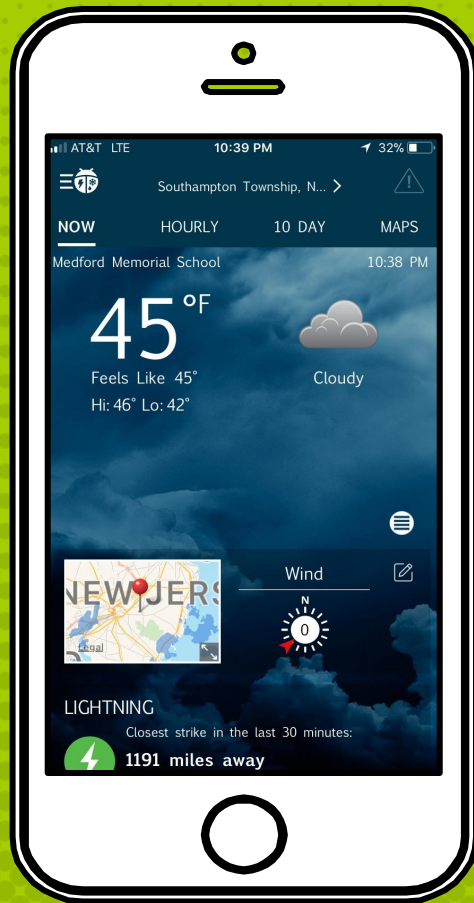 AT&T LTE 10:39 PM 32%
Southampton Township, N... >
NOW HOURLY 10 DAY MAPS
Medford Memorial School 10:38 PM
45°F
Feels Like 45° Cloudy
Hi: 46° Lo: 42°
Wind
NEW JERS
N
0
Legal
LIGHTNING
Closest strike in the last 30 minutes:
1191 miles away